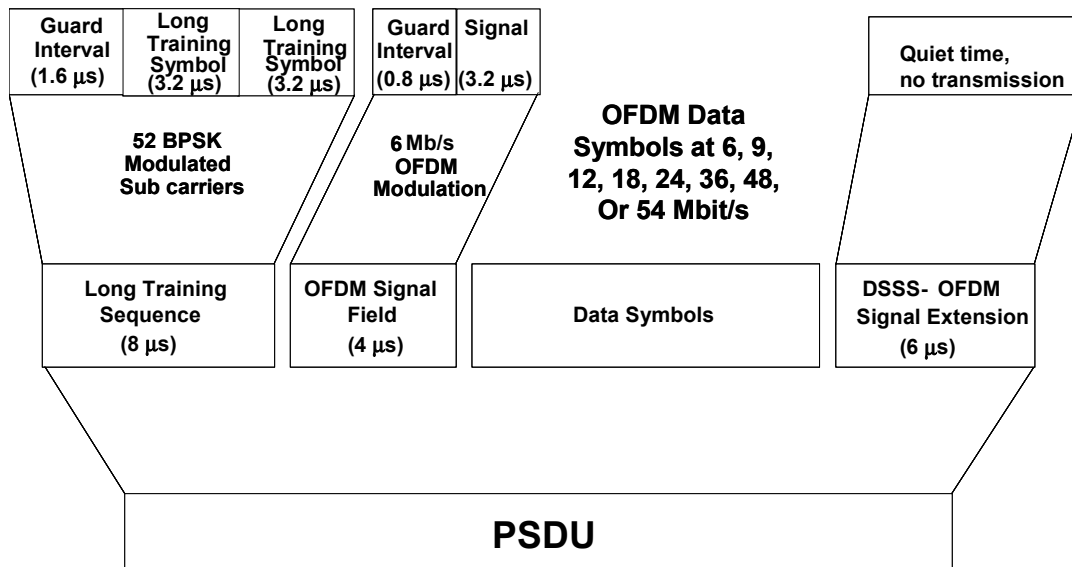 Guard
Interval
(1.6 μs)
Long
Training
Symbol
(3.2 μs)
Long
Training
Symbol
(3.2 μs)
Guard
Interval
(0.8 μs)
Signal
(3.2 μs)
Quiet time,
no transmission
52 BPSK
Modulated
Sub carriers
6 Mb/s
OFDM
Modulation
OFDM Data
Symbols at 6, 9,
12, 18, 24, 36, 48,
Or 54 Mbit/s
Long Training
Sequence
(8 μs)
OFDM Signal
Field
(4 μs)
Data Symbols
DSSS- OFDM
Signal Extension
(6 μs)
PSDU